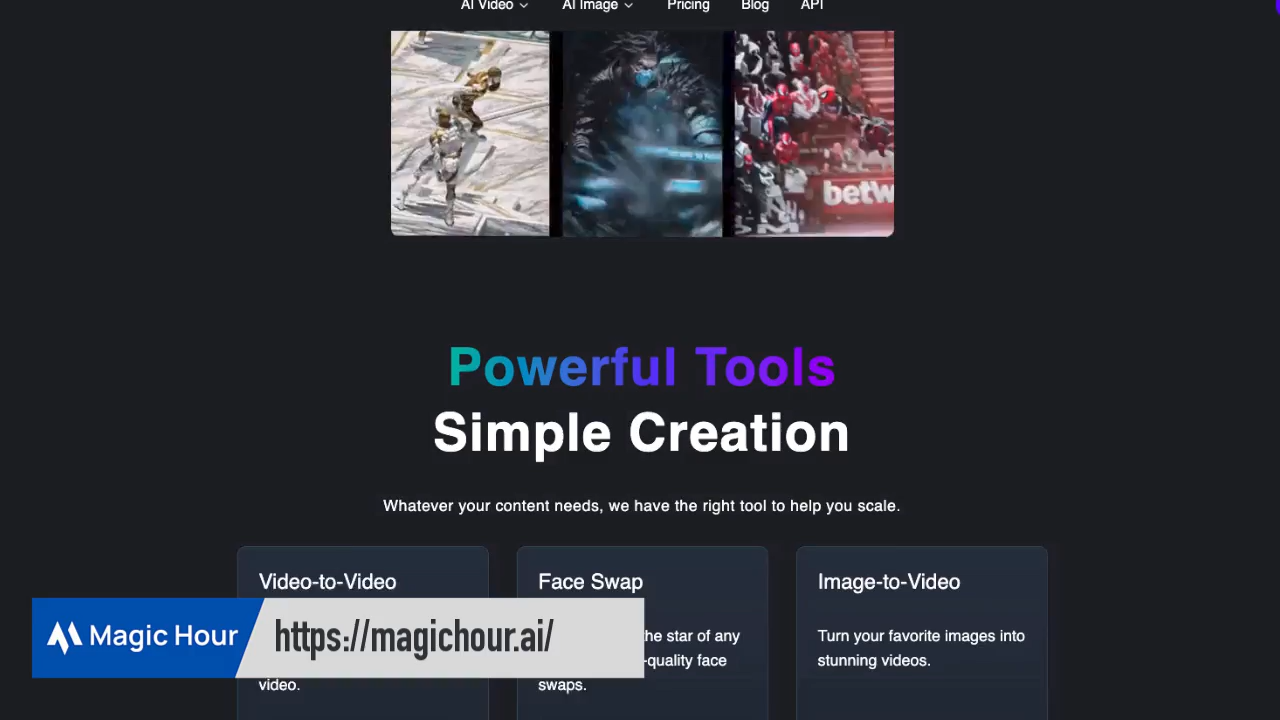 AI Video
AI Image
Pricing
Blog
API
betw
Powerful Tools
Simple Creation
Whatever your content needs, we have the right tool to help you scale.
Video-to-Video
video.
Face Swap
he star of any
-quality face
swaps.
Image-to-Video
Turn your favorite images into
stunning videos.
Magic Hour
https://magichour.ai/